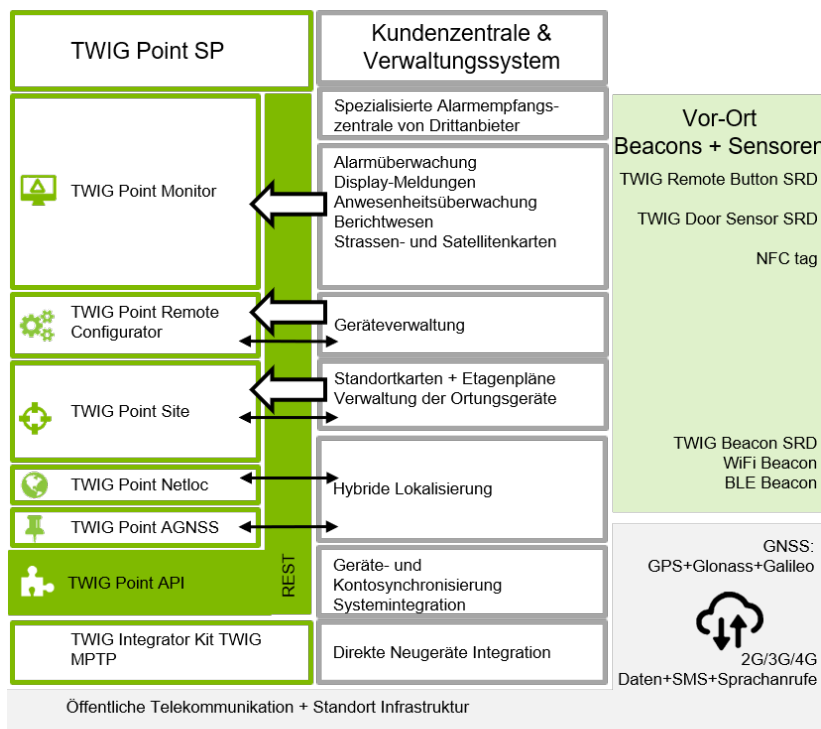 TWIG Point SP
Kundenzentrale &
Verwaltungssystem
Spezialisierte Alarmempfangs-
zentrale von Drittanbieter
TWIG Point Monitor
Alarmüberwachung
Display-Meldungen
Anwesenheitsüberwachung
Berichtwesen
Strassen- und Satellitenkarten
TWIG Point Remote
Configurator
Geräteverwaltung
TWIG Point Site
Standortkarten + Etagenpläne
Verwaltung der Ortungsgeräte
TWIG Point Netloc
Hybride Lokalisierung
TWIG Point AGNSS
TWIG Point API
REST
Geräte- und
Kontosynchronisierung
Systemintegration
TWIG Integrator Kit TWIG
MPTP
Direkte Neugeräte Integration
Öffentliche Telekommunikation + Standort Infrastruktur
Vor-Ort
Beacons + Sensoren
TWIG Remote Button SRD
TWIG Door Sensor SRD
NFC tag
TWIG Beacon SRD
WiFi Beacon
BLE Beacon
GNSS:
GPS+Glonass+Galileo
2G/3G/4G
Daten+SMS+Sprachanrufe